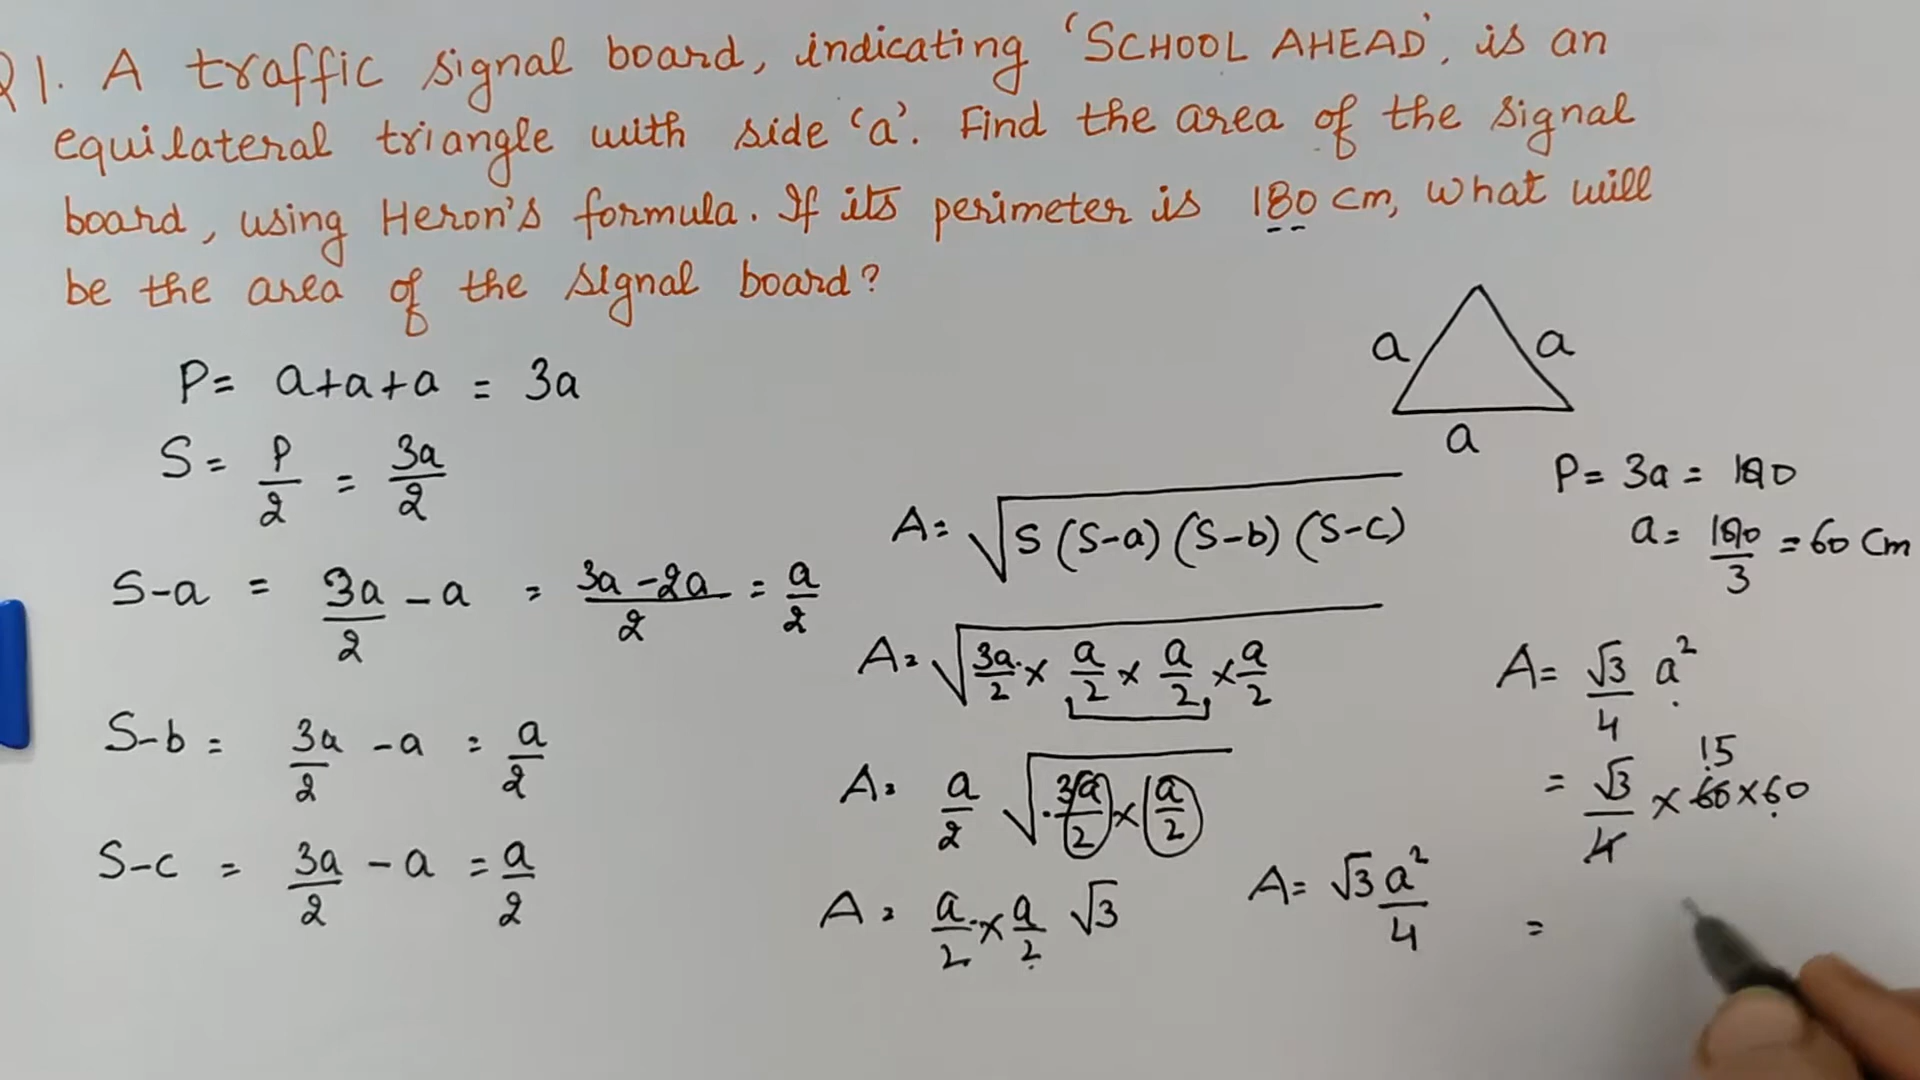 Q1. A traffic signal board, indicating 'SCHOOL AHEAD', is an
equilateral triangle with side 'a'. Find the area of the signal
board, using Heron's formula. If its perimeter is 180 cm, what will
be the area of the signal board?
P = a+a+a = 3a
S = P/2 = 3a/2
S-a = 3a/2 - a = (3a-2a)/2 = a/2
S-b = 3a/2 - a = a/2
S-c = 3a/2 - a = a/2
A = √(S (S-a) (S-b) (S-c))
A = √(3a/2 × a/2 × a/2 × a/2)
A = a/2 √(3a/2 × a/2)
A = a/2 × a/2 √3
A = √3a²/4
a a
a
P = 3a = 180
a = 180/3 = 60 cm
A = √3/4 a²
15
= √3/4 × 60 × 60
=